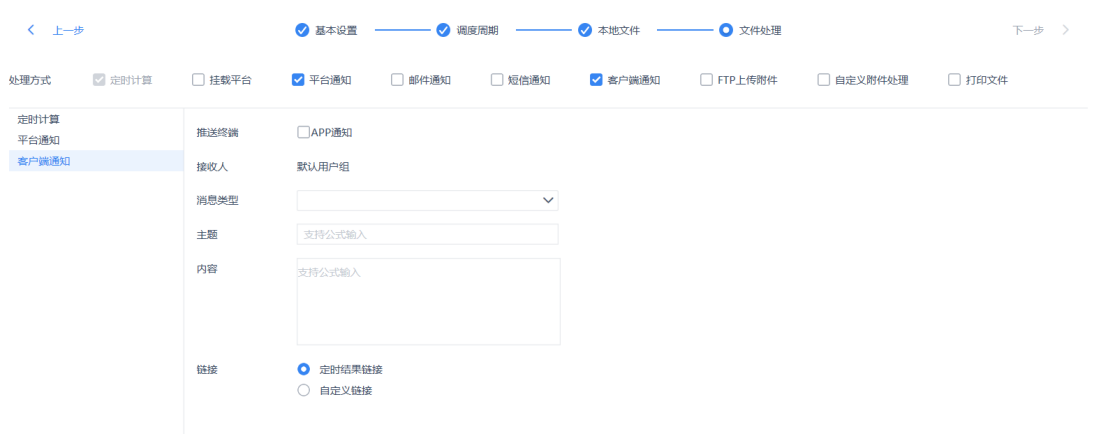 上一步 基本设置 调度周期 本地文件 文件处理 下一步
处理方式 定时计算 挂载平台 平台通知 邮件通知 短信通知 客户端通知 FTP上传附件 自定义附件处理 打印文件
定时计算
平台通知
客户端通知
推送终端 APP通知
接收人 默认用户组
消息类型
主题 支持公式输入
内容 支持公式输入
链接 定时结果链接
自定义链接